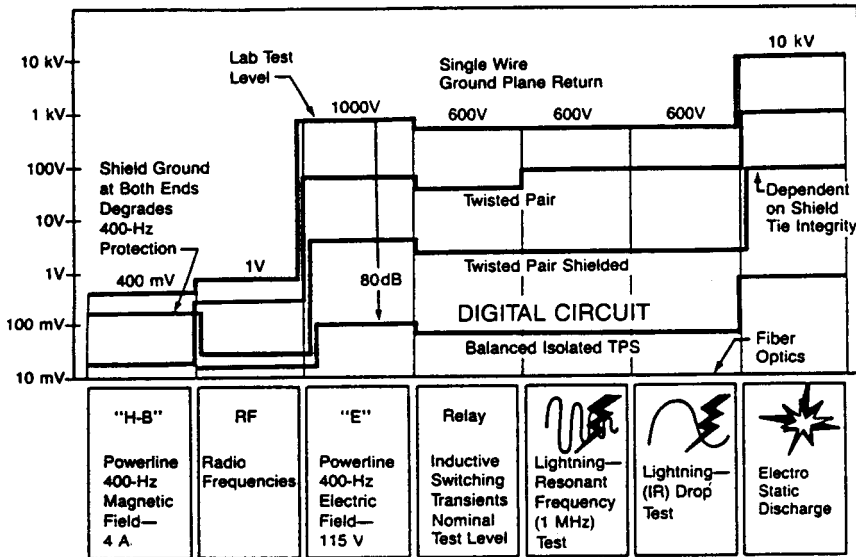 10 kV
1 kV
100V
10V
1V
100 mV
10 mV
Lab Test
Level
Single Wire
Ground Plane Return
10 kV
1000V
600V
600V
600V
Shield Ground
at Both Ends
Degrades
400-Hz
Protection
Twisted Pair
Dependent
on Shield
Tie Integrity
400 mV
1V
80dB
Twisted Pair Shielded
DIGITAL CIRCUIT
Balanced Isolated TPS
Fiber
Optics
"H-B"
Powerline
400-Hz
Magnetic
Field—
4 A.
RF
Radio
Frequencies
"E"
Powerline
400-Hz
Electric
Field—
115 V
Relay
Inductive
Switching
Transients
Nominal
Test Level
Lightning—
Resonant
Frequency
(1 MHz)
Test
Lightning—
(IR) Drop
Test
Electro
Static
Discharge